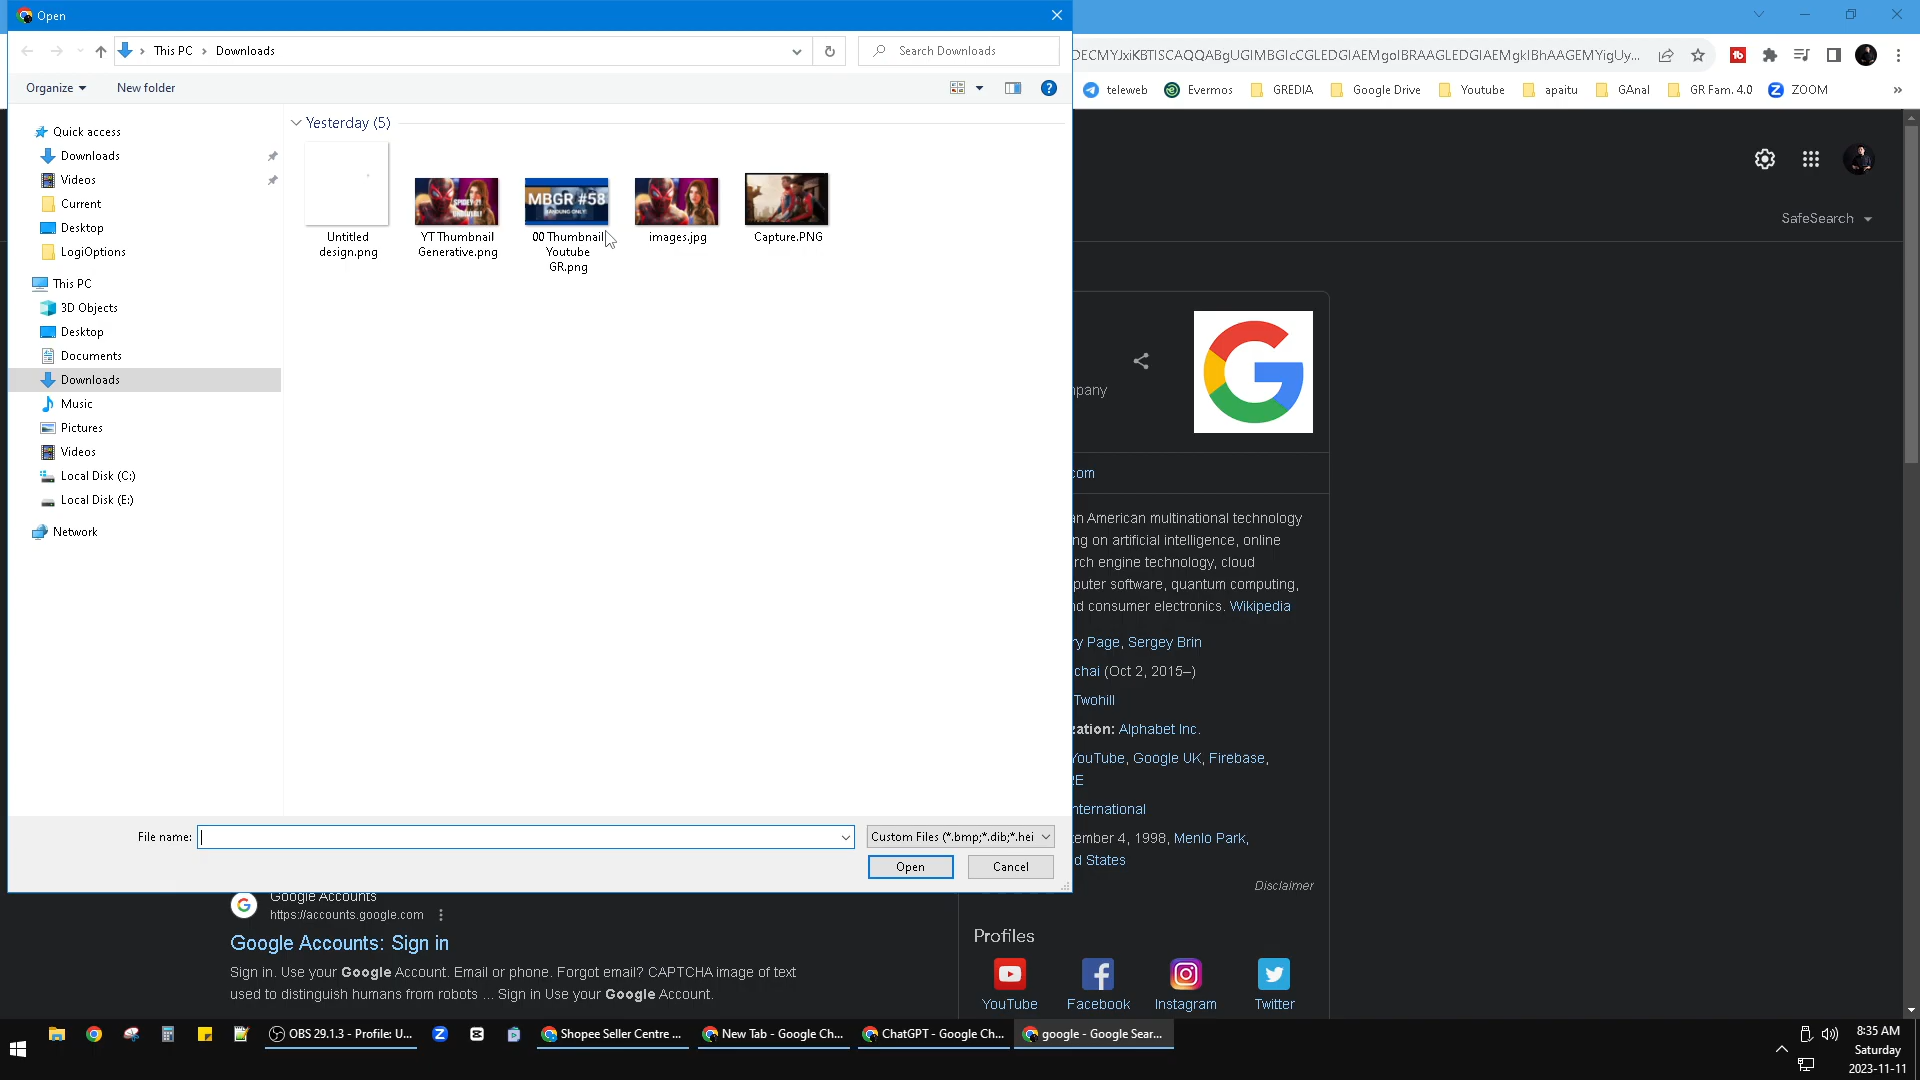 Open
This PC
Downloads
Search Downloads
DECMYJxiKBTISCAQQABgUGIMBGIcCGLEDGIAEMgoIBRAAGLEDGIAEMgkIBhAAGEMYigUy...
Organize
New folder
teleweb
Evermos
GREDIA
Google Drive
Youtube
apaitu
GAnal
GR Fam. 4.0
ZOOM
»
Quick access
Downloads
Videos
Current
Desktop
LogiOptions
This PC
3D Objects
Desktop
Documents
Downloads
Music
Pictures
Videos
Local Disk (C:)
Local Disk (E:)
Network
Yesterday (5)
MBGR #58
Untitled
design.png
YT Thumbnail
Generative.png
00 Thumbnail
Youtube
GR.png
images.jpg
Capture.PNG
SafeSearch
mpany
.com
an American multinational technology
ng on artificial intelligence, online
rch engine technology, cloud
puter software, quantum computing,
nd consumer electronics. Wikipedia
ry Page, Sergey Brin
chai (Oct 2, 2015–)
Twohill
zation: Alphabet Inc.
YouTube, Google UK, Firebase,
nternational
tember 4, 1998, Menlo Park,
d States
Disclaimer
File name:
Custom Files (*.bmp;*.dib;*.hei
Open
Cancel
Google Accounts
https://accounts.google.com
Google Accounts: Sign in
Sign in. Use your Google Account. Email or phone. Forgot email? CAPTCHA image of text
used to distinguish humans from robots ... Sign in Use your Google Account.
Profiles
YouTube
Facebook
Instagram
Twitter
OBS 29.1.3 - Profile: U...
Shopee Seller Centre ...
New Tab - Google Ch...
ChatGPT - Google Ch...
google - Google Sear...
8:35 AM
Saturday
2023-11-11